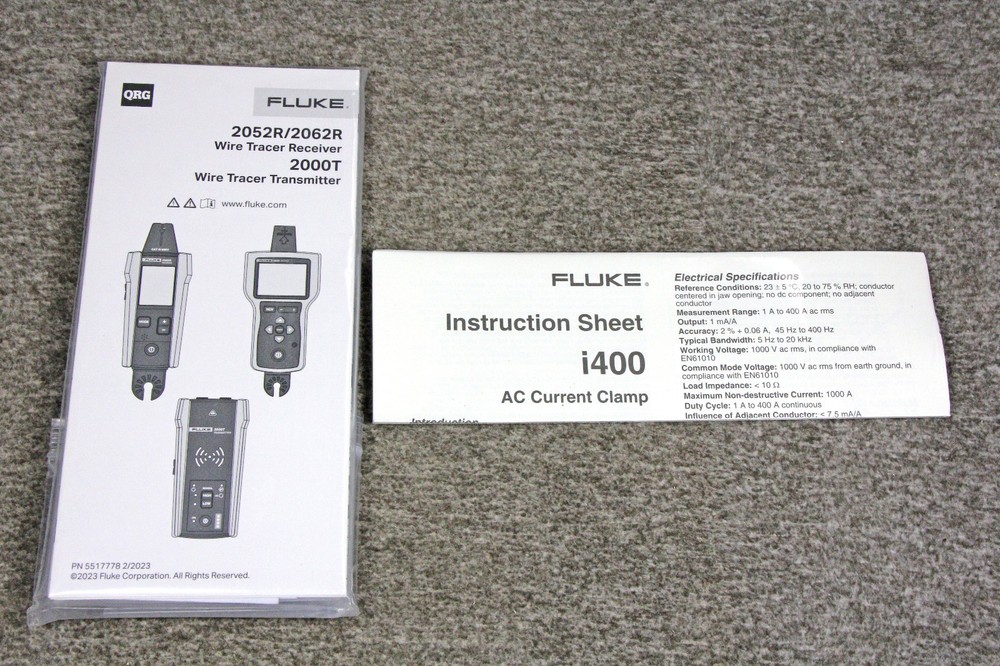 QRG
FLUKE®
2052R/2062R
Wire Tracer Receiver
2000T
Wire Tracer Transmitter
www.fluke.com
FLUKE
PN 5517778 2/2023
©2023 Fluke Corporation. All Rights Reserved.
FLUKE®
Instruction Sheet
i400
AC Current Clamp
Introduction
Electrical Specifications
Reference Conditions: 23 ± 5 °C, 20 to 75 % RH; conductor
centered in jaw opening; no dc component; no adjacent
conductor
Measurement Range: 1 A to 400 A ac rms
Output: 1 mA/A
Accuracy: 2 % + 0.06 A, 45 Hz to 400 Hz
Typical Bandwidth: 5 Hz to 20 kHz
Working Voltage: 1000 V ac rms, in compliance with
EN61010
Common Mode Voltage: 1000 V ac rms from earth ground, in
compliance with EN61010
Load Impedance: < 10 Ω
Maximum Non-destructive Current: 1000 A
Duty Cycle: 1 A to 400 A continuous
Influence of Adjacent Conductor: < 7.5 mA/A